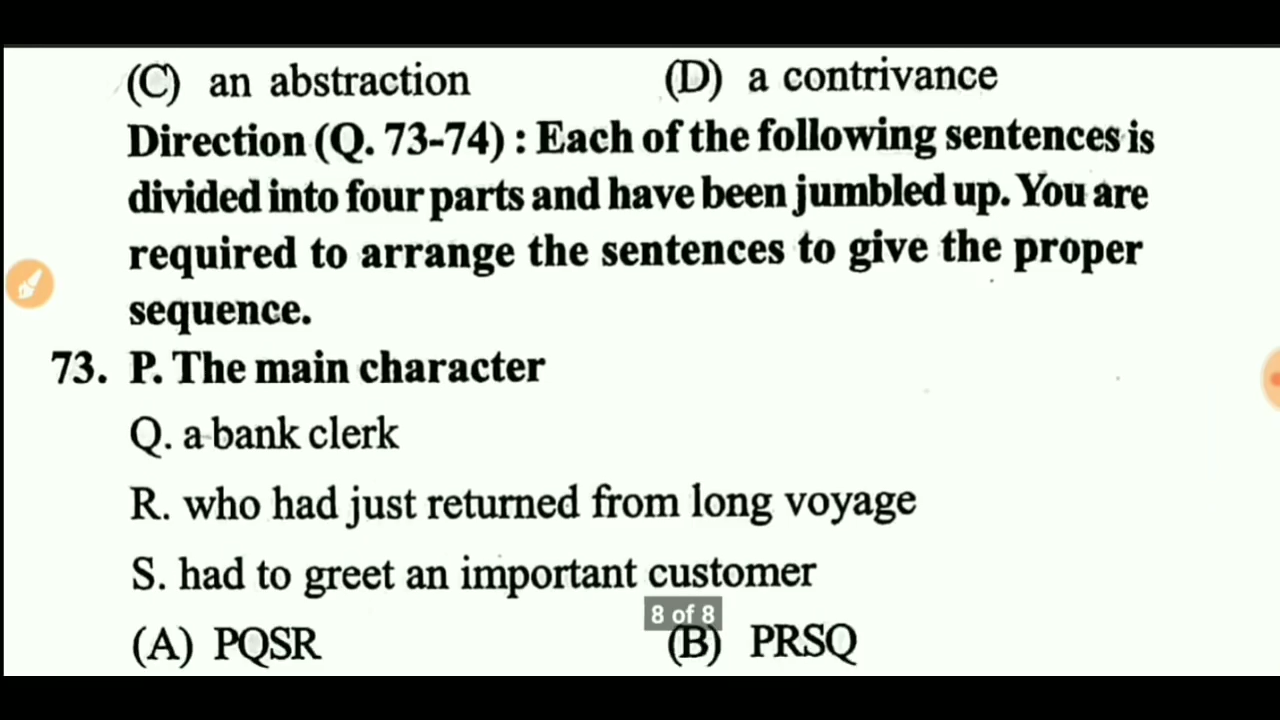 (C) an abstraction (D) a contrivance
Direction (Q. 73-74) : Each of the following sentences is
divided into four parts and have been jumbled up. You are
required to arrange the sentences to give the proper
sequence.
73. P. The main character
Q. a bank clerk
R. who had just returned from long voyage
S. had to greet an important customer
8 of 8
(A) PQSR (B) PRSQ